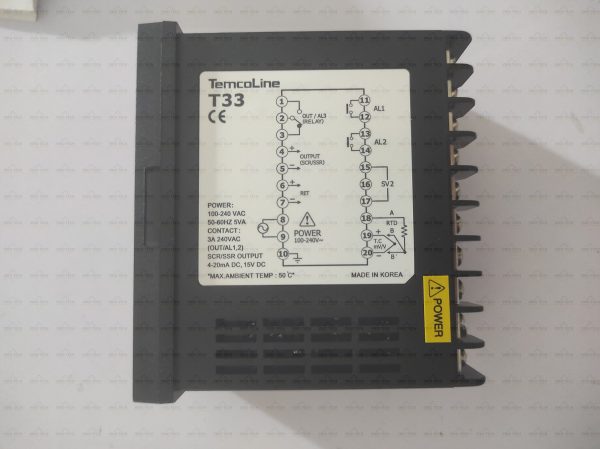 TemcoLine
T33
CE
1
2
3
OUT / AL3
(RELAY)
4
5
+
-
OUTPUT
(SCR/SSR)
6
7
+
-
RET
8
9
10
POWER
100-240V~
11
12
AL1
13
14
AL2
15
16
17
SV2
18
19
20
A
RTD
B
B
+
T.C
mV/V
-
POWER:
100-240 VAC
50-60HZ 5VA
CONTACT:
3A 240VAC
(OUT/AL1,2)
SCR/SSR OUTPUT
4-20mA DC, 15V DC
"MAX.AMBIENT TEMP : 50˚C"
MADE IN KOREA
POWER